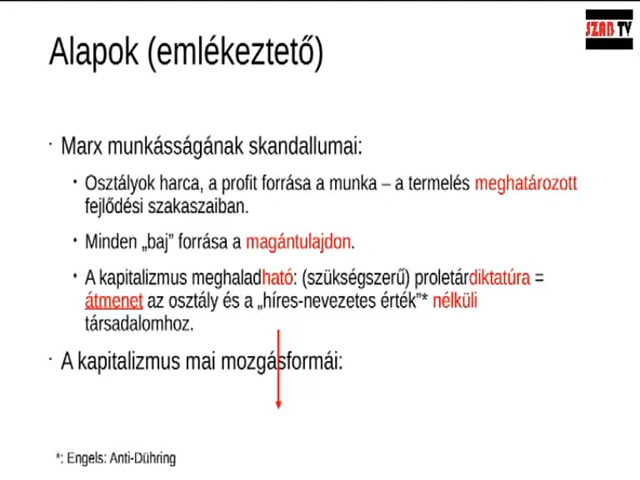 SZAB TV
Alapok (emlékeztető)
· Marx munkásságának skandallumai:
· Osztályok harca, a profit forrása a munka – a termelés meghatározott
fejlődési szakaszaiban.
· Minden „baj” forrása a magántulajdon.
· A kapitalizmus meghaladható: (szükségszerű) proletárdiktatúra =
átmenet az osztály és a „híres-nevezetes érték”* nélküli
társadalomhoz.
· A kapitalizmus mai mozgásformái:
*: Engels: Anti-Dühring